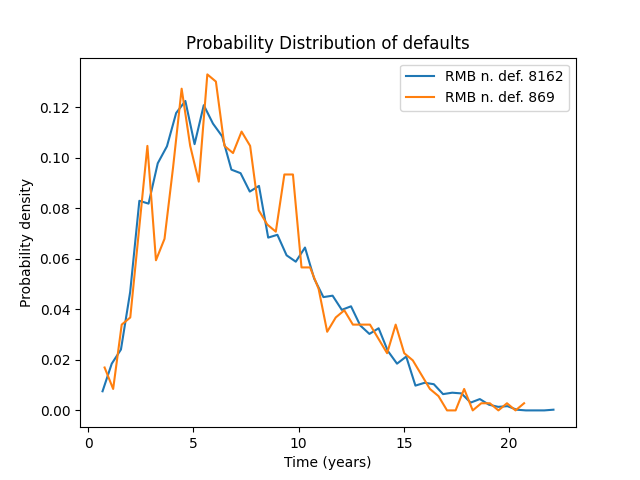 Probability Distribution of defaults
RMB n. def. 8162
RMB n. def. 869
0.12
0.10
0.08
0.06
0.04
0.02
0.00
Probability density
0 5 10 15 20
Time (years)